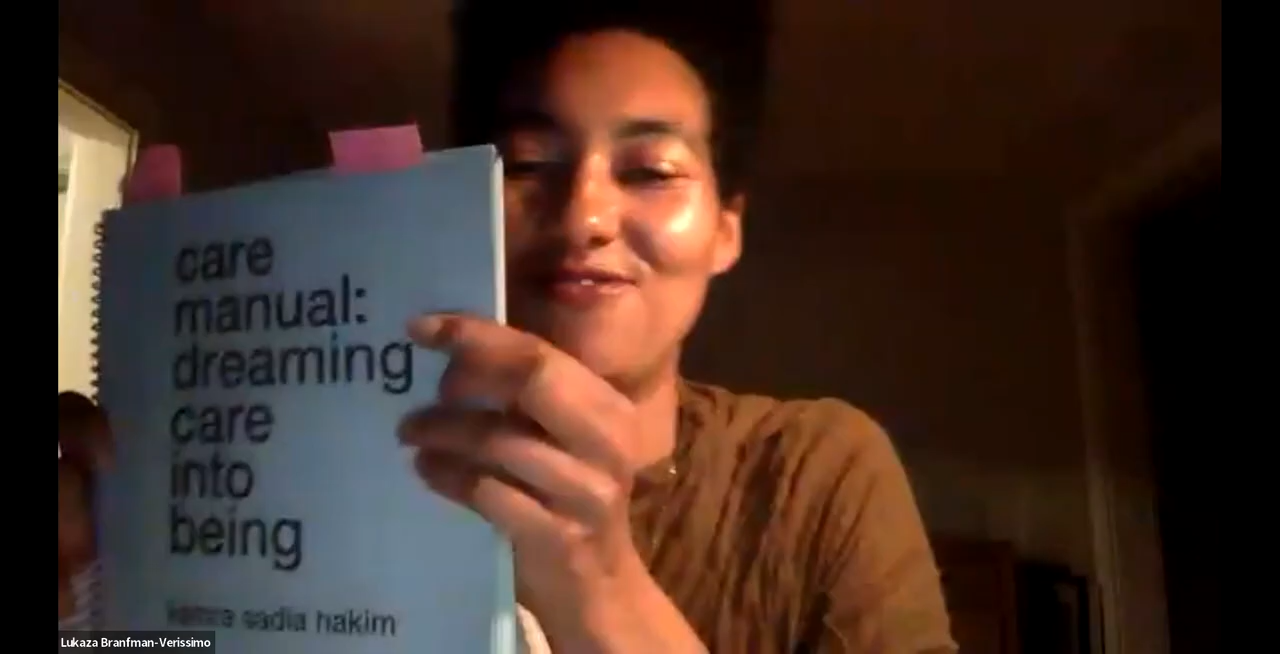 care
manual:
dreaming
care
into
being
sadia hakim
Lukaza Branfman-Verissimo